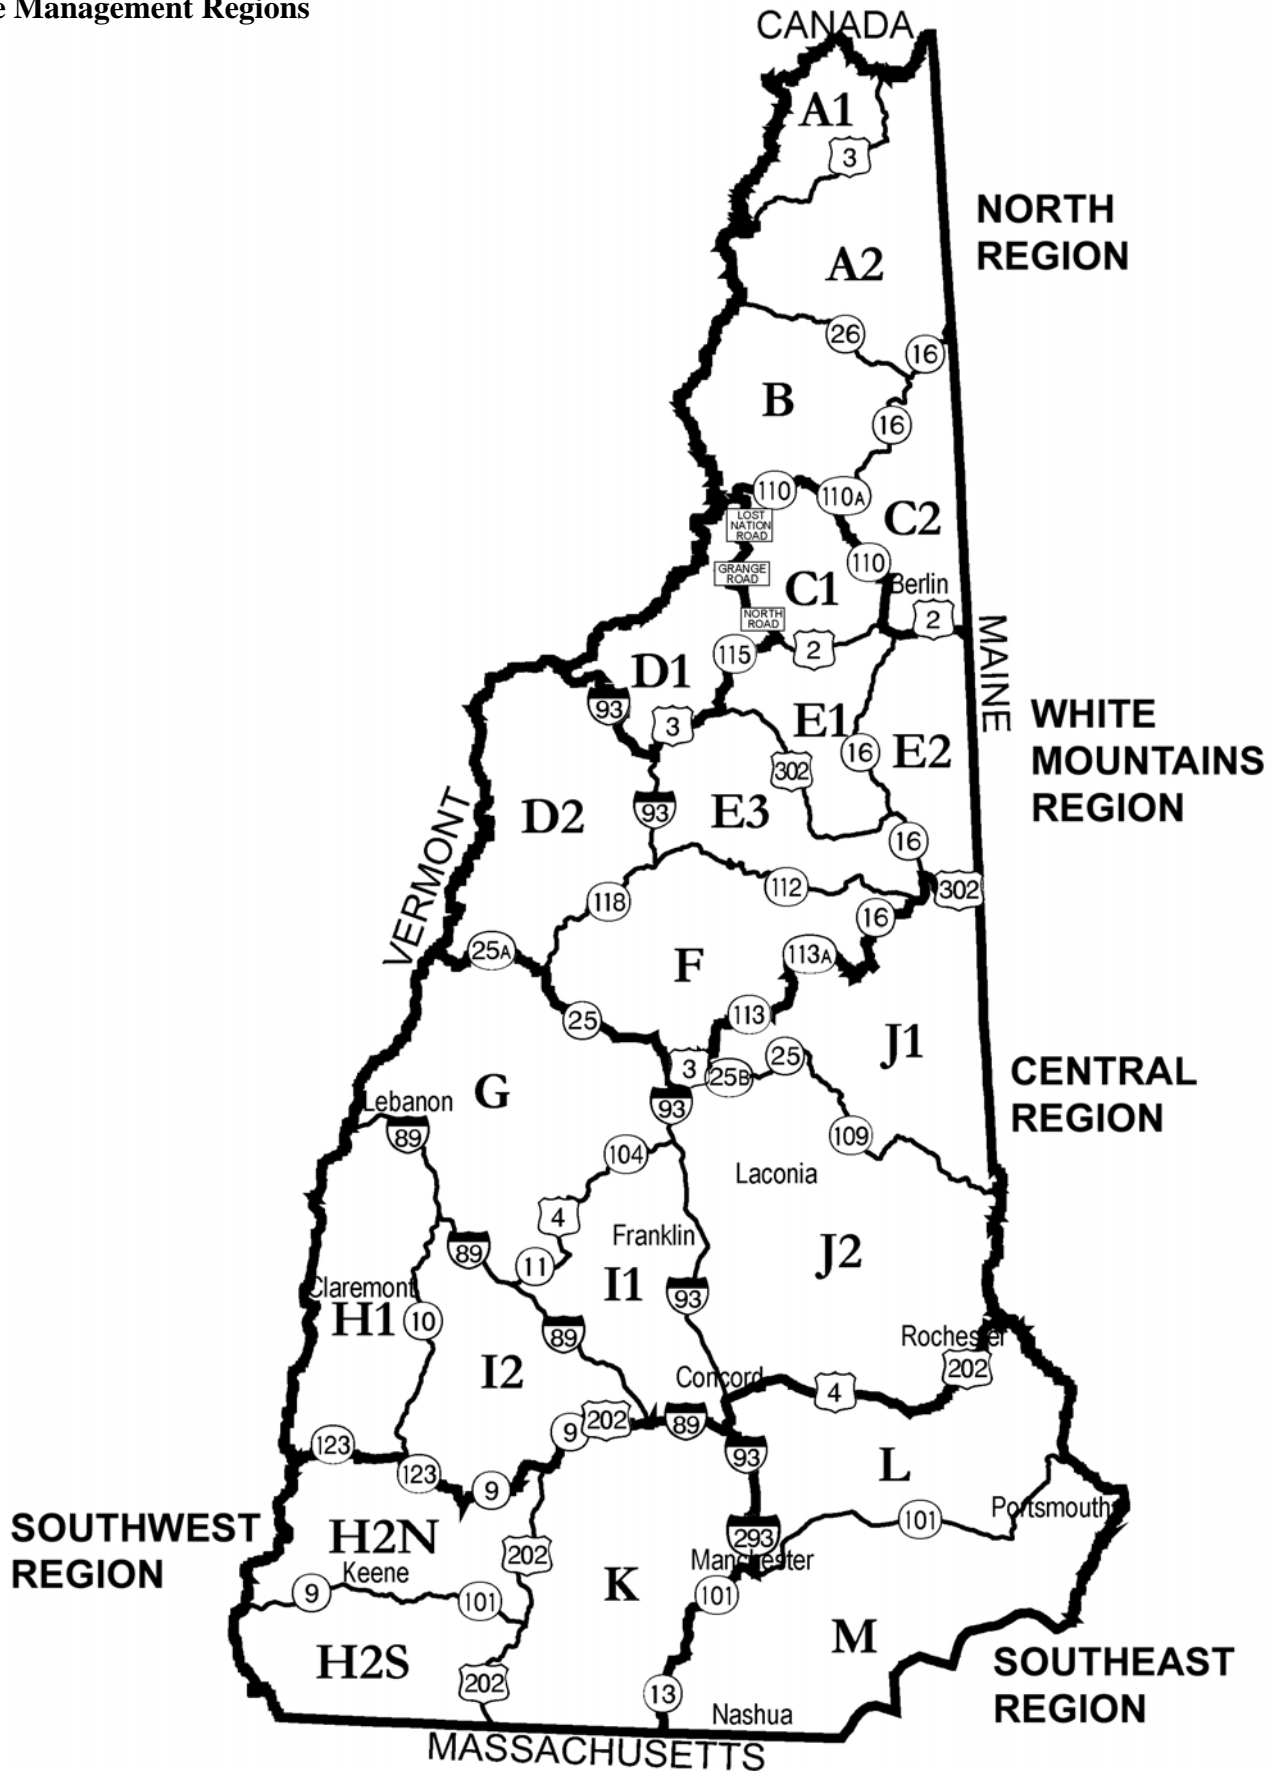 e Management Regions
CANADA
A1
3
NORTH
REGION
A2
26
16
B
16
110
110A
LOST
NATION
ROAD
C2
110
GRANGE
ROAD
C1
Berlin
NORTH
ROAD
2
2
115
MAINE
D1
93
3
E1
WHITE
MOUNTAINS
REGION
16
E2
302
93
E3
D2
VERMONT
16
112
302
118
16
25A
113A
F
113
25
J1
25
3
25B
CENTRAL
REGION
G
Lebanon
93
89
109
104
Laconia
4
Franklin
89
J2
11
I1
Claremont
93
H1
10
89
Rochester
I2
202
Concord
4
202
89
9
123
93
123
L
9
Portsmouth
SOUTHWEST
REGION
101
H2N
293
202
Manchester
Keene
K
9
101
101
M
H2S
SOUTHEAST
REGION
202
13
Nashua
MASSACHUSETTS